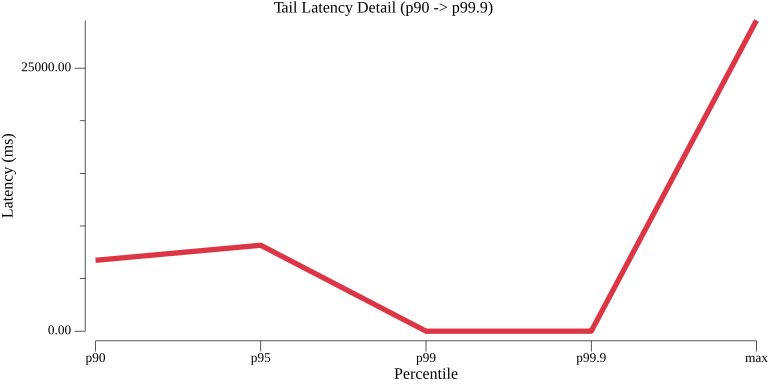 Tail Latency Detail (p90 -> p99.9)
25000.00
Latency (ms)
0.00
p90 p95 p99 p99.9 max
Percentile